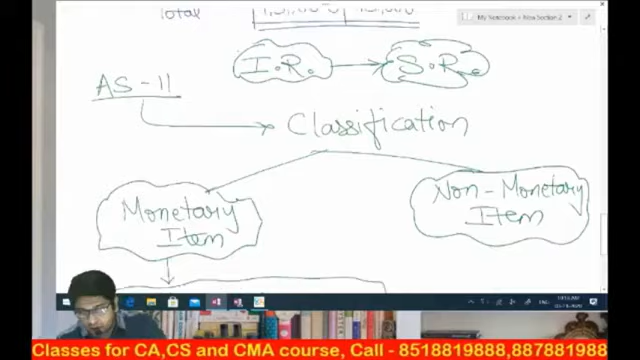 Total
My Notebook » New Section 2
I.R. → S.R.
AS-11
Classification
Monetary Item
Non-Monetary Item
Classes for CA,CS and CMA course, Call - 8518819888,887881988